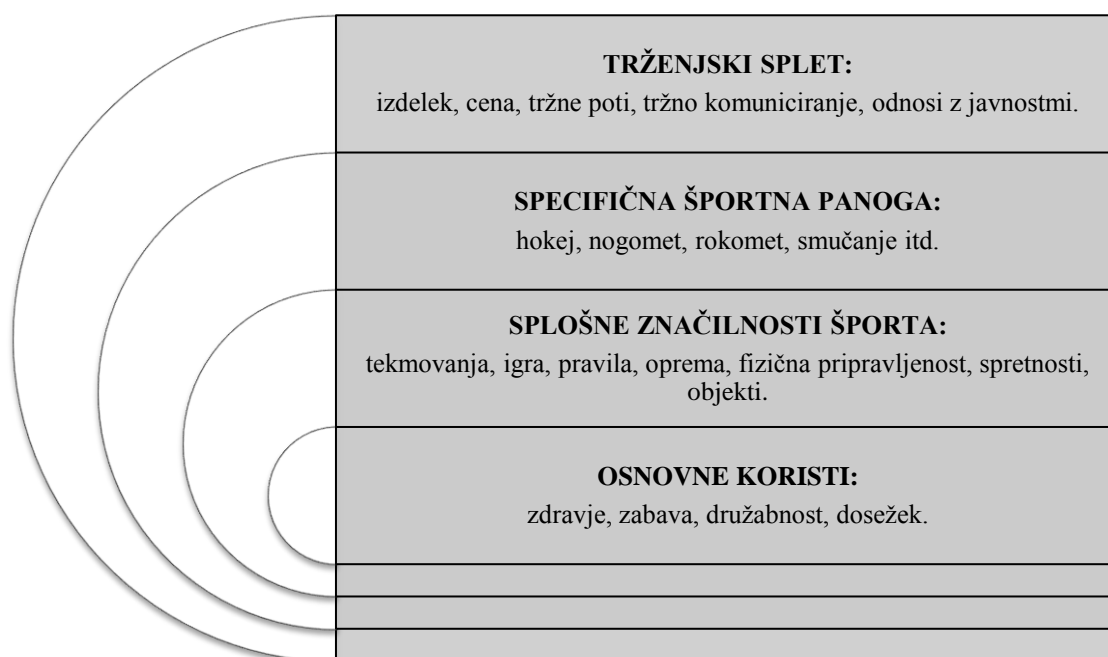 TRŽENJSKI SPLET:
izdelek, cena, tržne poti, tržno komuniciranje, odnosi z javnostmi.
SPECIFIČNA ŠPORTNA PANOGA:
hokej, nogomet, rokomet, smučanje itd.
SPLOŠNE ZNAČILNOSTI ŠPORTA:
tekmovanja, igra, pravila, oprema, fizična pripravljenost, spretnosti,
objekti.
OSNOVNE KORISTI:
zdravje, zabava, družabnost, dosežek.